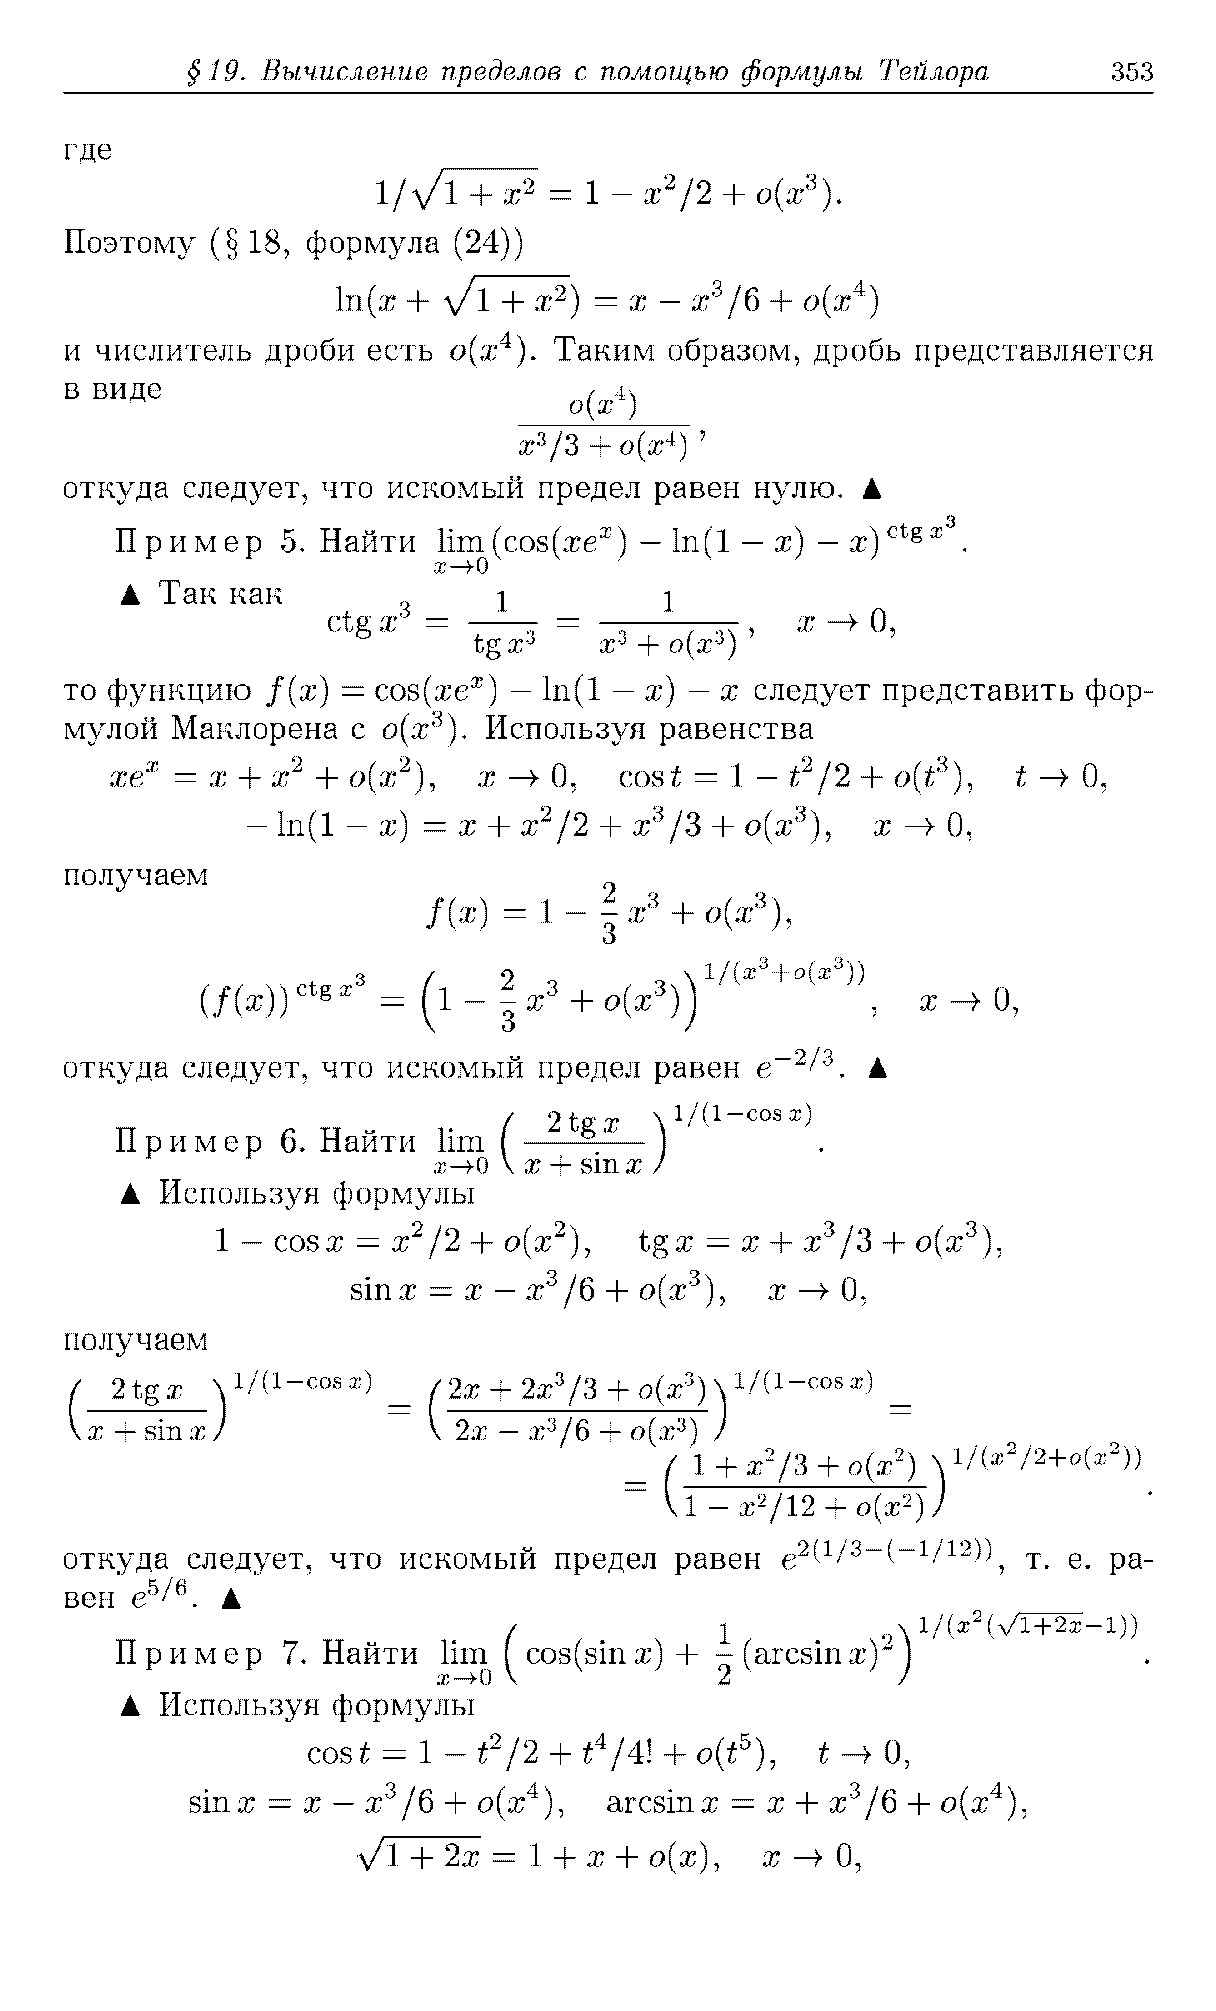 § 19. Вычисление пределов с помощью формулы Тейлора 353
где
1/√(1 + x²) = 1 − x²/2 + o(x³).
Поэтому (§ 18, формула (24))
ln(x + √(1 + x²)) = x − x³/6 + o(x⁴)
и числитель дроби есть o(x⁴). Таким образом, дробь представляется
в виде
o(x⁴) / (x³/3 + o(x⁴)),
откуда следует, что искомый предел равен нулю. ▲
Пример 5. Найти lim_{x→0} (cos(xeˣ) − ln(1 − x) − x)^{ctg x³}.
▲ Так как
ctg x³ = 1/(tg x³) = 1/(x³ + o(x³)), x → 0,
то функцию f(x) = cos(xeˣ) − ln(1 − x) − x следует представить фор-
мулой Маклорена с o(x³). Используя равенства
xeˣ = x + x² + o(x²), x → 0, cos t = 1 − t²/2 + o(t³), t → 0,
− ln(1 − x) = x + x²/2 + x³/3 + o(x³), x → 0,
получаем
f(x) = 1 − (2/3) x³ + o(x³),
(f(x))^{ctg x³} = (1 − (2/3) x³ + o(x³))^{1/(x³+o(x³))}, x → 0,
откуда следует, что искомый предел равен e^{−2/3}. ▲
Пример 6. Найти lim_{x→0} (2 tg x / (x + sin x))^{1/(1−cos x)}.
▲ Используя формулы
1 − cos x = x²/2 + o(x²), tg x = x + x³/3 + o(x³),
sin x = x − x³/6 + o(x³), x → 0,
получаем
(2 tg x / (x + sin x))^{1/(1−cos x)} = ((2x + 2x³/3 + o(x³)) / (2x − x³/6 + o(x³)))^{1/(1−cos x)} =
= ((1 + x²/3 + o(x²)) / (1 − x²/12 + o(x²)))^{1/(x²/2+o(x²))}.
откуда следует, что искомый предел равен e^{2(1/3−(−1/12))}, т. е. ра-
вен e^{5/6}. ▲
Пример 7. Найти lim_{x→0} (cos(sin x) + (1/2) (arcsin x)²)^{1/(x²(√(1+2x)−1))}.
▲ Используя формулы
cos t = 1 − t²/2 + t⁴/4! + o(t⁵), t → 0,
sin x = x − x³/6 + o(x⁴), arcsin x = x + x³/6 + o(x⁴),
√(1 + 2x) = 1 + x + o(x), x → 0,